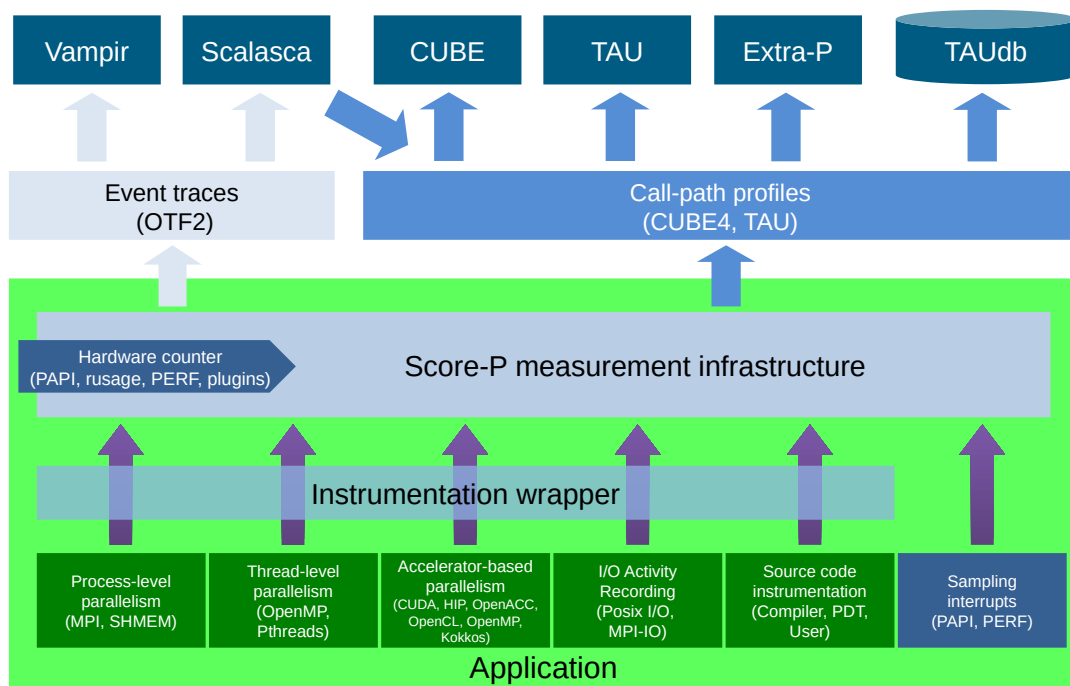 Vampir
Scalasca
CUBE
TAU
Extra-P
TAUdb
Event traces
(OTF2)
Call-path profiles
(CUBE4, TAU)
Hardware counter
(PAPI, rusage, PERF, plugins)
Score-P measurement infrastructure
Instrumentation wrapper
Process-level
parallelism
(MPI, SHMEM)
Thread-level
parallelism
(OpenMP,
Pthreads)
Accelerator-based
parallelism
(CUDA, HIP, OpenACC,
OpenCL, OpenMP,
Kokkos)
I/O Activity
Recording
(Posix I/O,
MPI-IO)
Source code
instrumentation
(Compiler, PDT,
User)
Sampling
interrupts
(PAPI, PERF)
Application